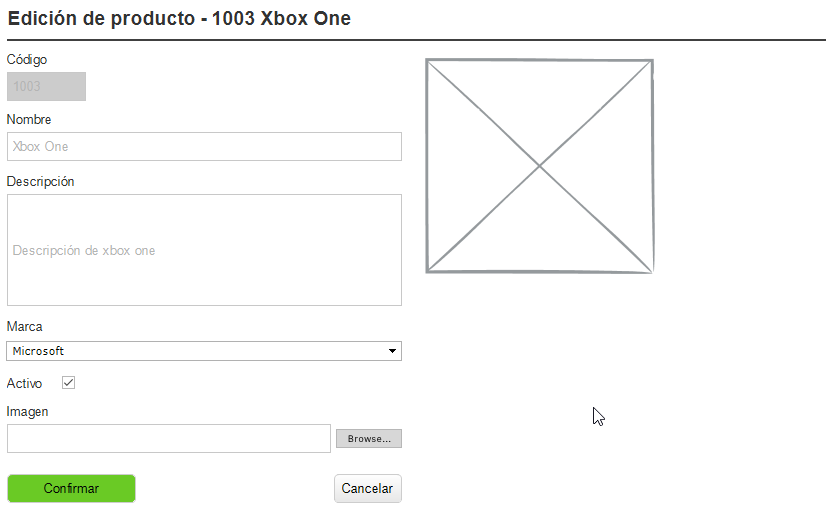 Edición de producto - 1003 Xbox One
Código
1003
Nombre
Xbox One
Descripción
Descripción de xbox one
Marca
Microsoft
Activo
Imagen
Browse...
Confirmar
Cancelar